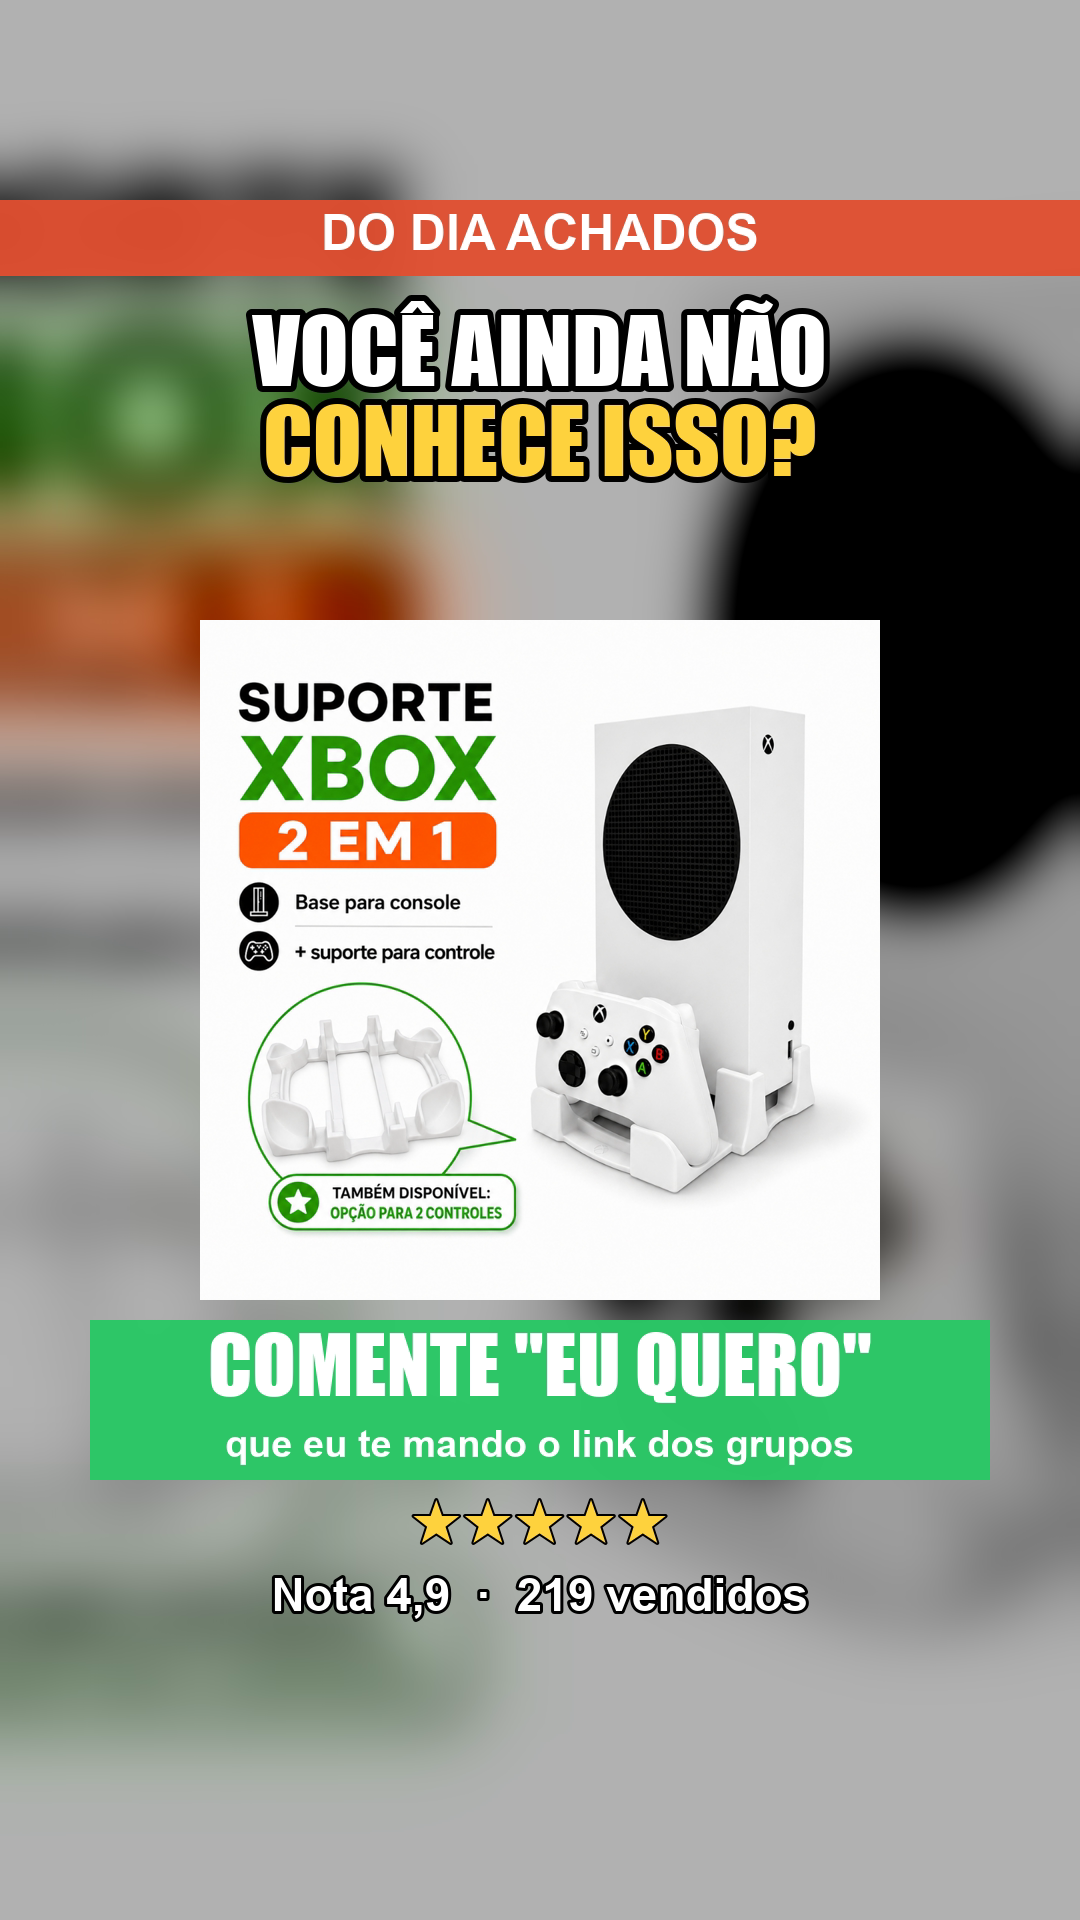 DO DIA ACHADOS
VOCÊ AINDA NÃO
CONHECE ISSO?
SUPORTE
XBOX
2 EM 1
Base para console
+ suporte para controle
TAMBÉM DISPONÍVEL:
OPÇÃO PARA 2 CONTROLES
Y
X
B
A
COMENTE "EU QUERO"
que eu te mando o link dos grupos
Nota 4,9 · 219 vendidos